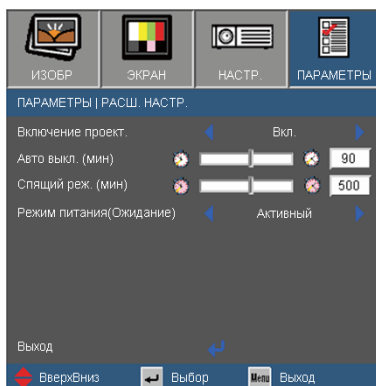 ИЗОБР ЭКРАН НАСТР. ПАРАМЕТРЫ
ПАРАМЕТРЫ | РАСШ. НАСТР.
Включение проект. Вкл.
Авто выкл. (мин) 90
Спящий реж. (мин) 500
Режим питания(Ожидание) Активный
Выход
ВверхВниз Выбор Menu Выход